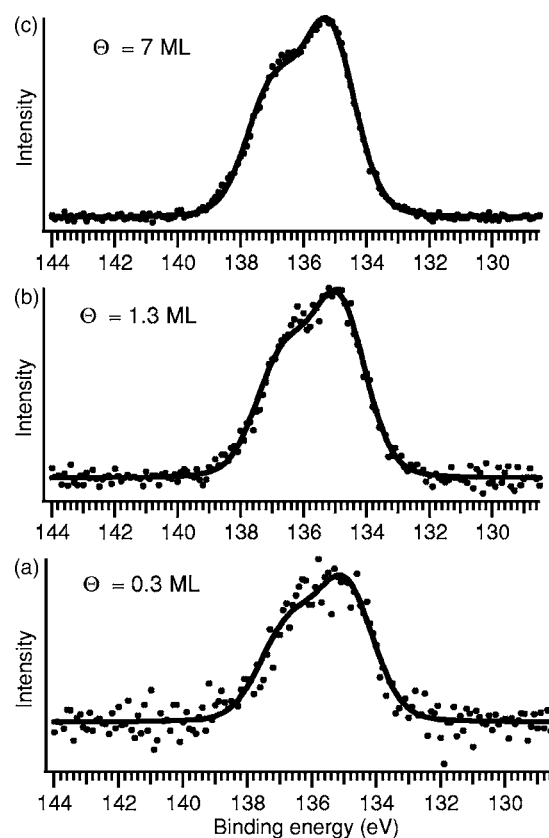 (c)
Θ = 7 ML
Intensity
144 142 140 138 136 134 132 130
(b)
Θ = 1.3 ML
Intensity
144 142 140 138 136 134 132 130
(a)
Θ = 0.3 ML
Intensity
144 142 140 138 136 134 132 130
Binding energy (eV)